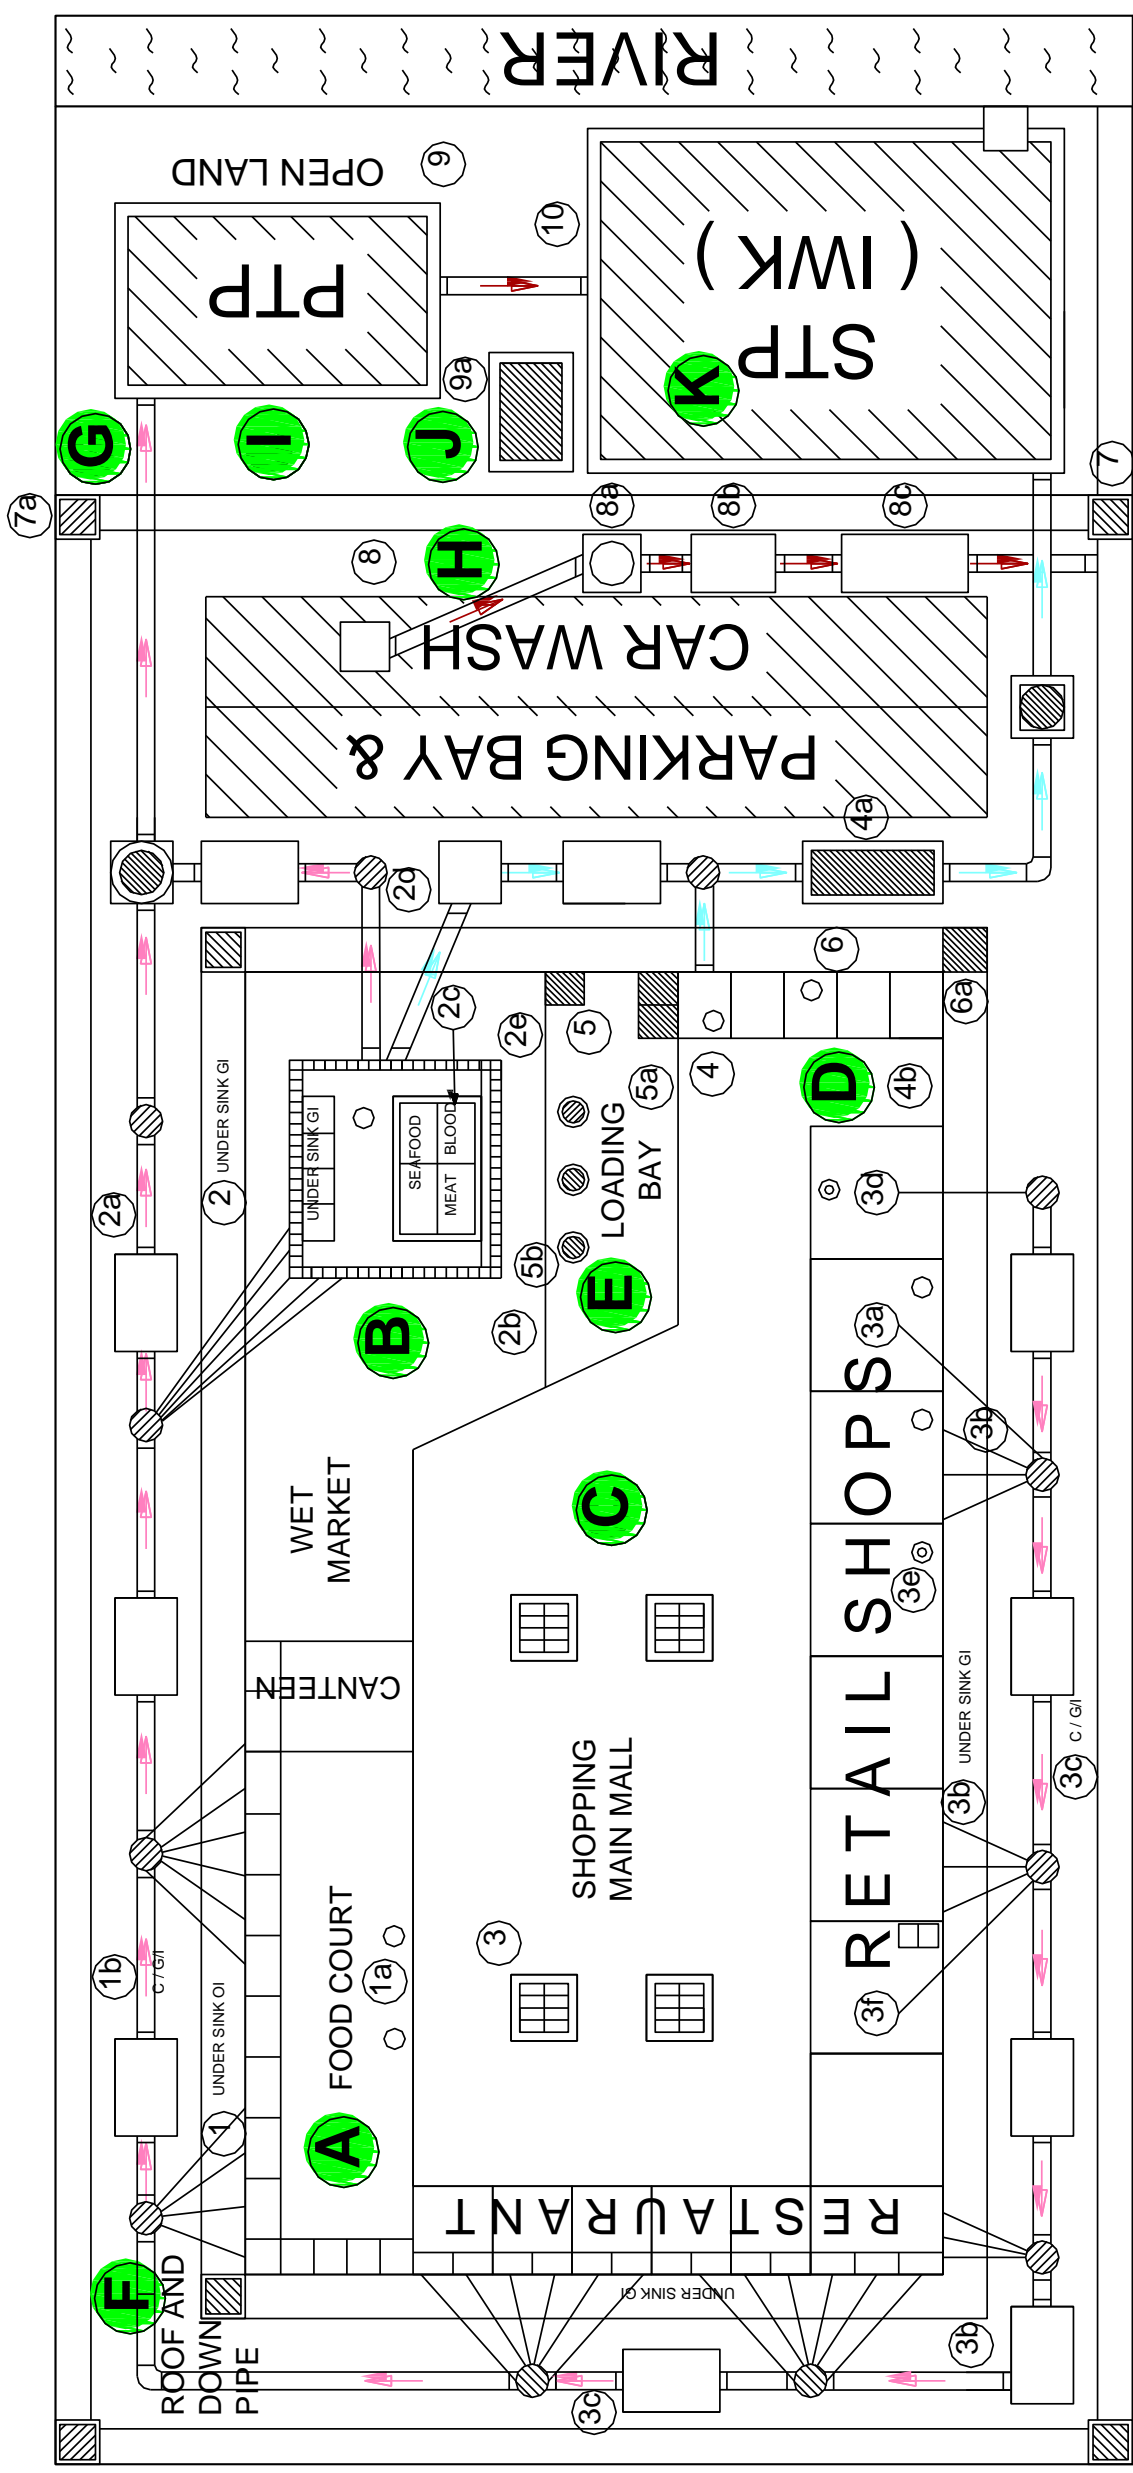 RIVER
OPEN LAND
9
PTP
10
STP
( IWK )
9a
G
I
J
K
7a
7
8
H
8a
8b
8c
PARKING BAY &
CAR WASH
4a
2d
6
2c
2e
5
6a
UNDER SINK GI
2
2a
UNDER SINK GI
SEAFOOD
MEAT
BLOOD
5a
4
D
4b
LOADING
BAY
5b
E
2b
B
3d
3a
3b
WET
MARKET
C
3e
CANTEEN
SHOPPING
MAIN MALL
RETAIL SHOPS
UNDER SINK GI
3b
3c
C / G/I
1b
C / G/I
FOOD COURT
1a
3
3f
UNDER SINK OI
1
A
RESTAURANT
UNDER SINK GI
F
ROOF AND
DOWN
PIPE
3c
3b